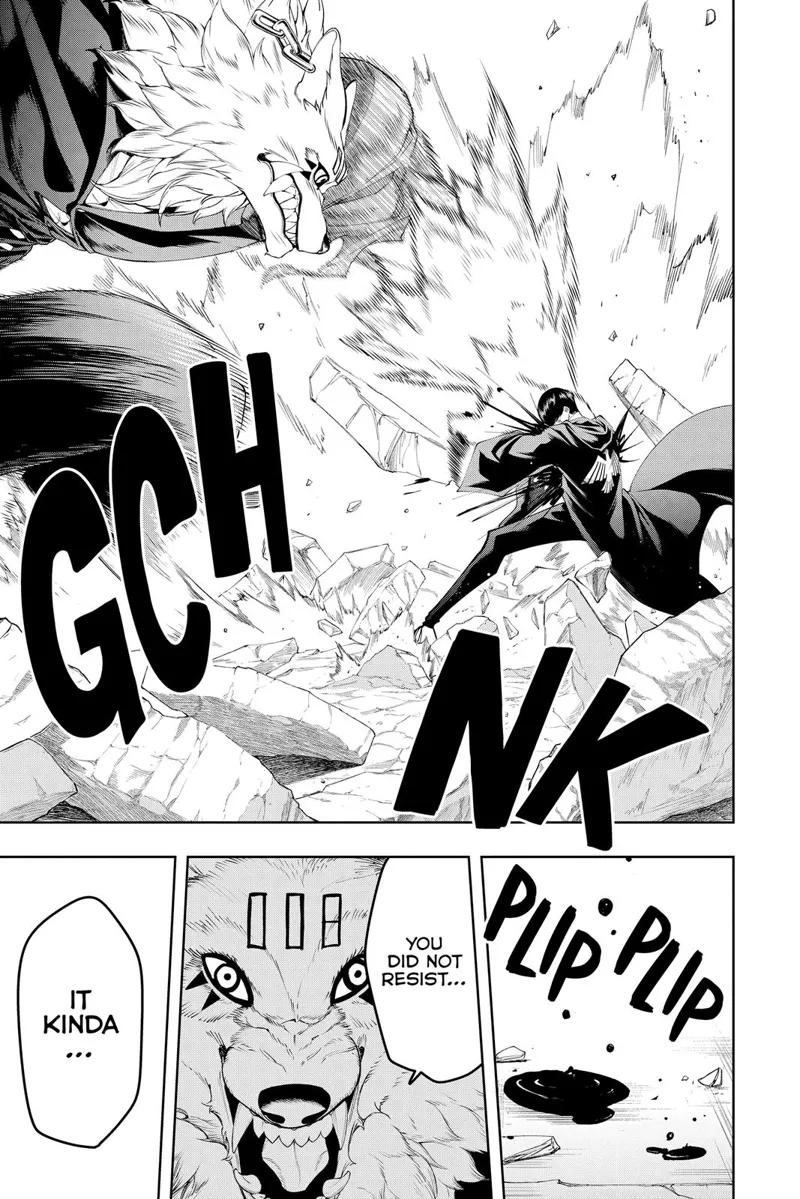 GCH
NK
PLIP PLIP
YOU
DID NOT
RESIST...
IT
KINDA
...